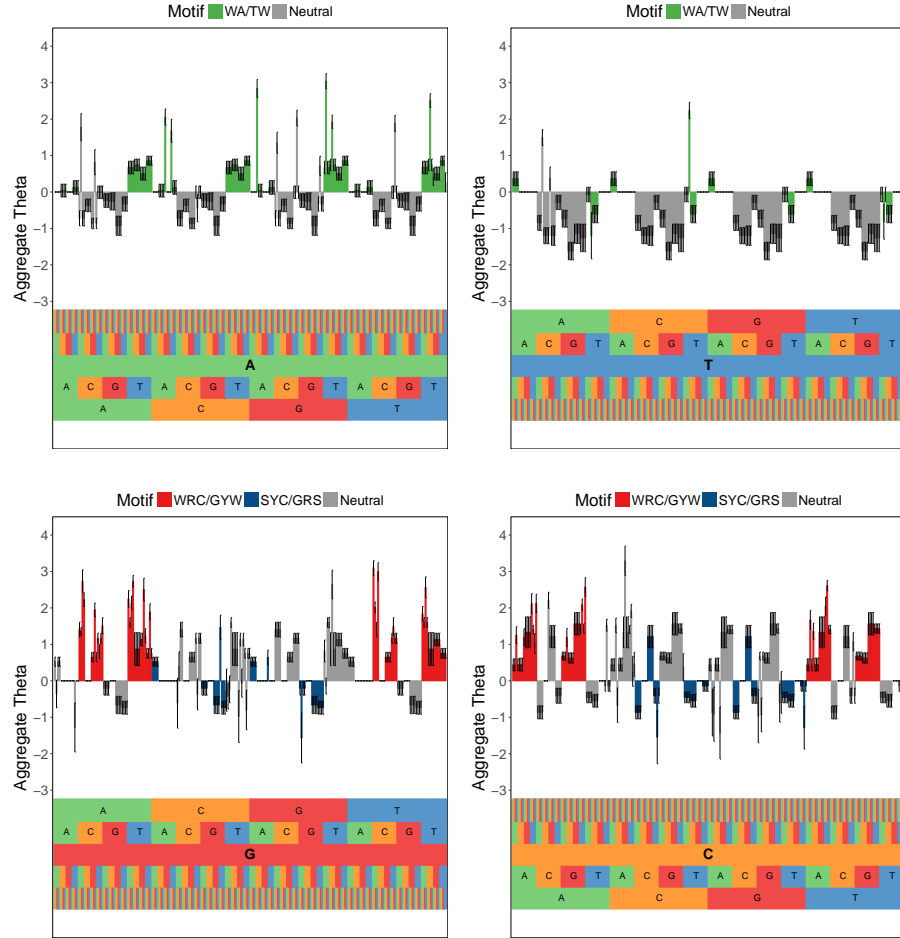 Motif WA/TW Neutral
Aggregate Theta
4
3
2
1
0
−1
−2
−3
A
A C G T A C G T A C G T A C G T
A C G T
Motif WA/TW Neutral
Aggregate Theta
4
3
2
1
0
−1
−2
−3
A C G T
A C G T A C G T A C G T A C G T
T
Motif WRC/GYW SYC/GRS Neutral
Aggregate Theta
4
3
2
1
0
−1
−2
−3
A C G T
A C G T A C G T A C G T A C G T
G
Motif WRC/GYW SYC/GRS Neutral
Aggregate Theta
4
3
2
1
0
−1
−2
−3
C
A C G T A C G T A C G T A C G T
A C G T